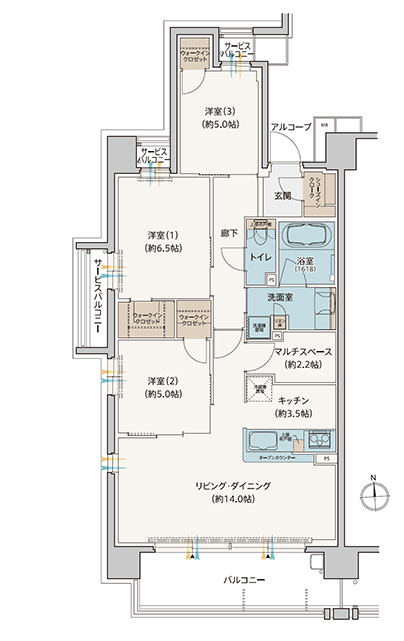 ウォークイン
クロゼット
サービス
バルコニー
洋室(3)
(約5.0帖)
アルコーブ
MB
サービス
バルコニー
玄関
シューズイン
クローク
洋室(1)
(約6.5帖)
廊下
上部吊戸棚
トイレ
浴室
(1618)
PS
サービスバルコニー
洗面室
ウォークイン
クロゼット
ウォークイン
クロゼット
洗濯機
置場
リネン
庫
PS
マルチスペース
(約2.2帖)
洋室(2)
(約5.0帖)
冷蔵庫
置場
キッチン
(約3.5帖)
上部
吊戸棚
オープンカウンター
PS
リビング・ダイニング
(約14.0帖)
N
バルコニー